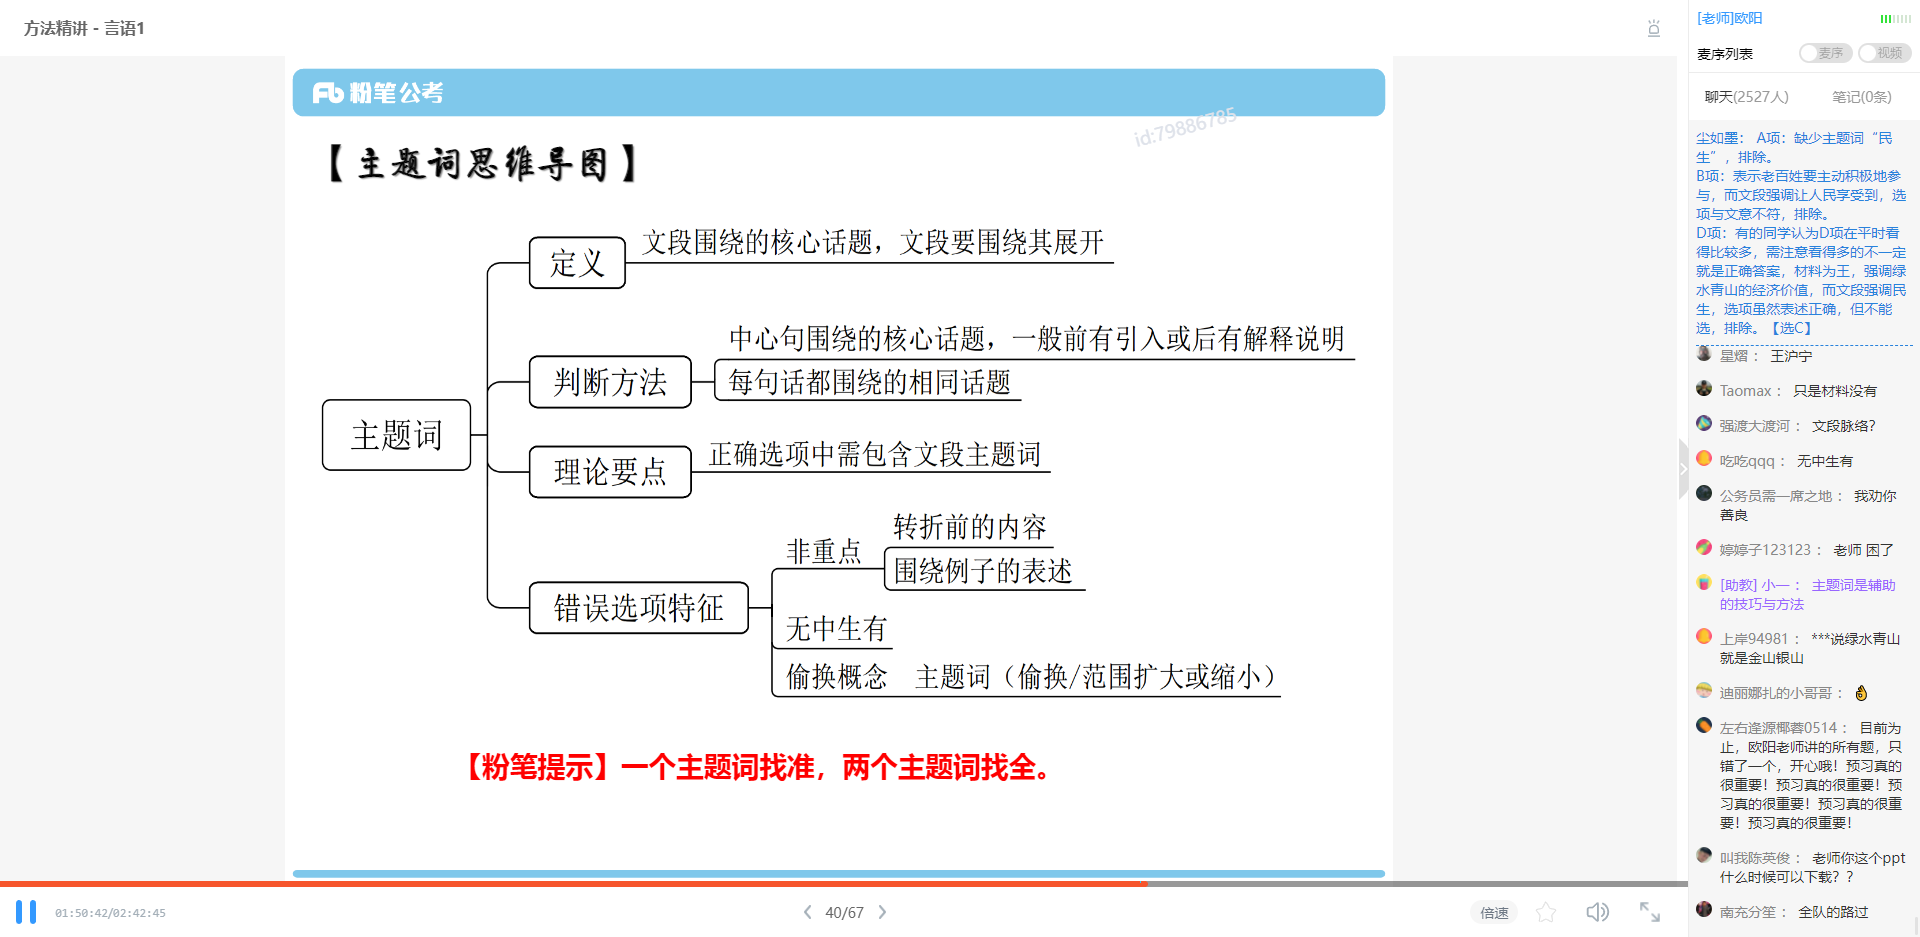 方法精讲 - 言语1
Fb 粉笔公考
id:79886785
【主题词思维导图】
主题词
定义
文段围绕的核心话题，文段要围绕其展开
判断方法
中心句围绕的核心话题，一般前有引入或后有解释说明
每句话都围绕的相同话题
理论要点
正确选项中需包含文段主题词
错误选项特征
非重点
转折前的内容
围绕例子的表述
无中生有
偷换概念 主题词（偷换/范围扩大或缩小）
【粉笔提示】一个主题词找准，两个主题词找全。
01:50:42/02:42:45
40/67
倍速
[老师]欧阳
麦序列表
麦序
视频
聊天(2527人)
笔记(0条)
尘如墨： A项：缺少主题词“民
生”，排除。
B项：表示老百姓要主动积极地参
与，而文段强调让人民享受到，选
项与文意不符，排除。
D项：有的同学认为D项在平时看
得比较多，需注意看得多的不一定
就是正确答案，材料为王，强调绿
水青山的经济价值，而文段强调民
生，选项虽然表述正确，但不能
选，排除。【选C】
星熠： 王沪宁
Taomax： 只是材料没有
强渡大渡河： 文段脉络?
吃吃qqq： 无中生有
公务员需一席之地： 我劝你
善良
婷婷子123123： 老师 困了
[助教] 小一： 主题词是辅助
的技巧与方法
上岸94981： ***说绿水青山
就是金山银山
迪丽娜扎的小哥哥： 👌
左右逢源椰蓉0514： 目前为
止，欧阳老师讲的所有题，只
错了一个，开心哦！预习真的
很重要！预习真的很重要！预
习真的很重要！预习真的很重
要！预习真的很重要！
叫我陈英俊： 老师你这个ppt
什么时候可以下载？？
南充分笙： 全队的路过